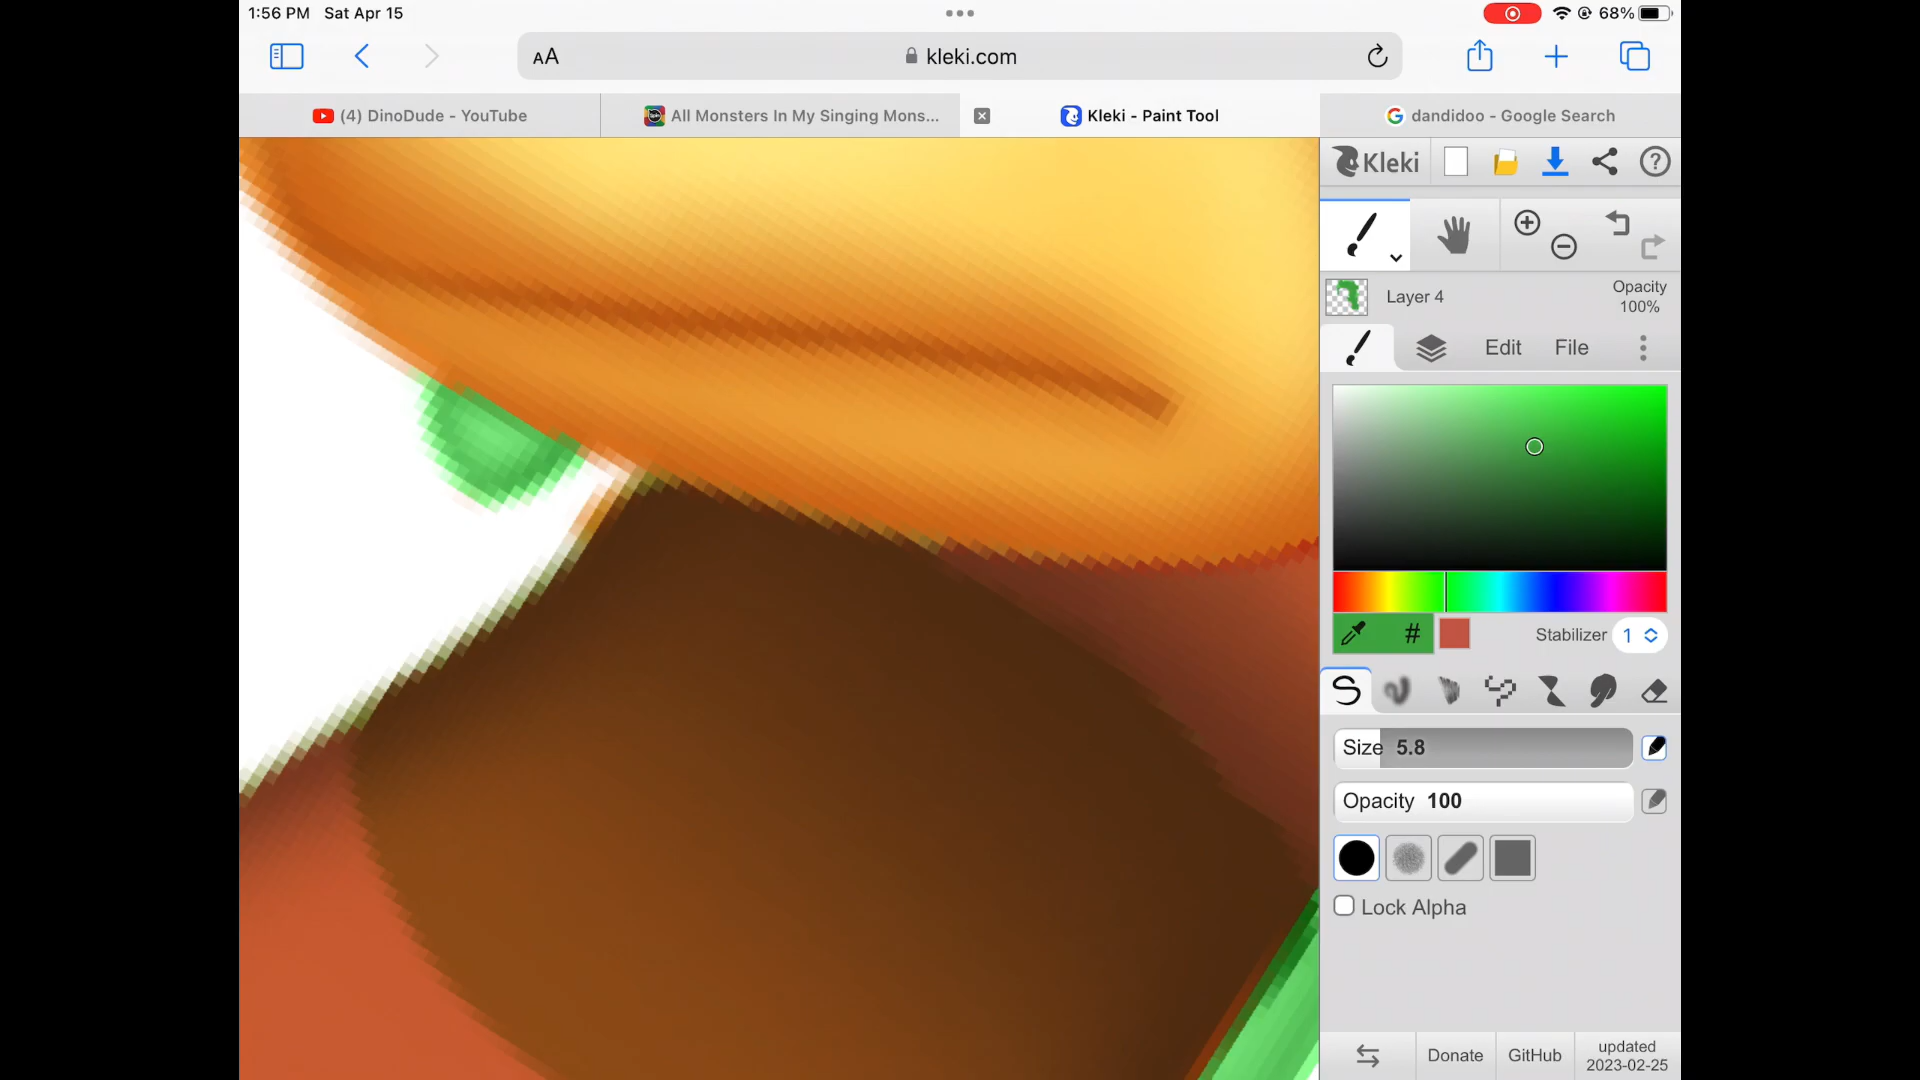 1:56 PM Sat Apr 15
68%
AA kleki.com
(4) DinoDude - YouTube
All Monsters In My Singing Mons...
Kleki - Paint Tool
dandidoo - Google Search
Kleki
Layer 4
Opacity
100%
Edit File
# Stabilizer 1
Size 5.8
Opacity 100
Lock Alpha
Donate GitHub
updated
2023-02-25